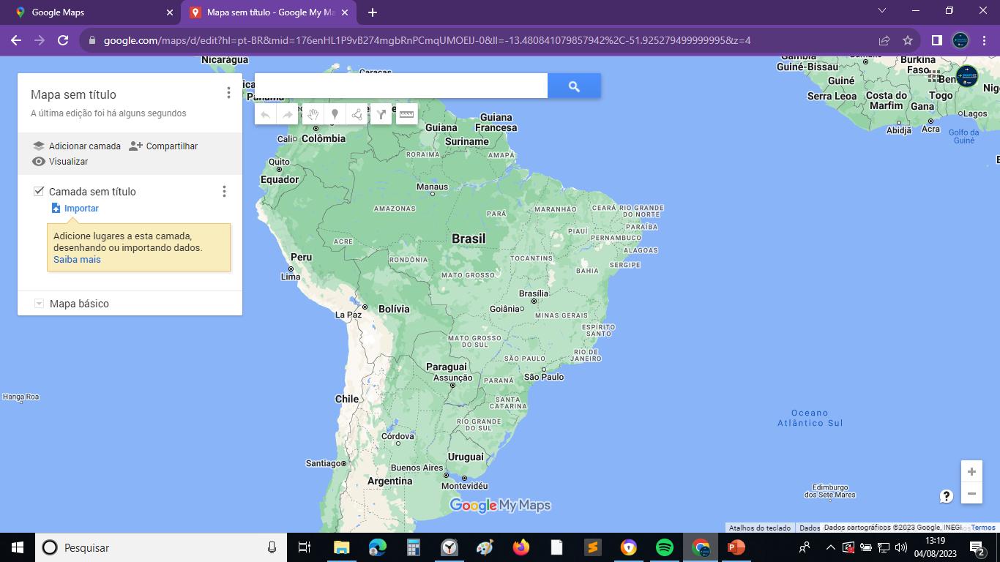 Google Maps
Mapa sem título - Google My Ma
google.com/maps/d/edit?hl=pt-BR&mid=176enHL1P9vB274mgbRnPCmqUMOEIJ-0&ll=-13.480841079857942%2C-51.925279499999995&z=4
Mapa sem título
A última edição foi há alguns segundos
Adicionar camada
Compartilhar
Visualizar
Camada sem título
Importar
Adicione lugares a esta camada,
desenhando ou importando dados.
Saiba mais
Mapa básico
Nicarágua
Caracas
Panamá
Cali
Colômbia
Guiana
Guiana
Francesa
Suriname
RORAIMA
AMAPÁ
Quito
Equador
Manaus
AMAZONAS
PARÁ
MARANHÃO
CEARÁ
RIO GRANDE
DO NORTE
PARAÍBA
PIAUÍ
PERNAMBUCO
ACRE
Brasil
ALAGOAS
SERGIPE
Peru
Lima
RONDÔNIA
TOCANTINS
MATO GROSSO
BAHIA
Brasília
Goiânia
La Paz
Bolívia
MINAS GERAIS
ESPÍRITO
SANTO
MATO GROSSO
DO SUL
SÃO PAULO
RIO DE
JANEIRO
Paraguai
Assunção
São Paulo
PARANÁ
Chile
SANTA
CATARINA
RIO GRANDE
DO SUL
Córdova
Uruguai
Santiago
Buenos Aires
Argentina
Montevidéu
Hanga Roa
Gâmbia
Guiné-Bissau
Bamako
Burkina
Faso
Ben
Guiné
Serra Leoa
Costa do
Marfim
Togo
Gana
Nige
Lagos
Abidjã
Acra
Golfo da
Guiné
Oceano
Atlântico Sul
Edimburgo
dos Sete Mares
Google My Maps
?
Atalhos do teclado
Dados
Dados cartográficos ©2023 Google, INEGI
Termos
Pesquisar
13:19
04/08/2023
2